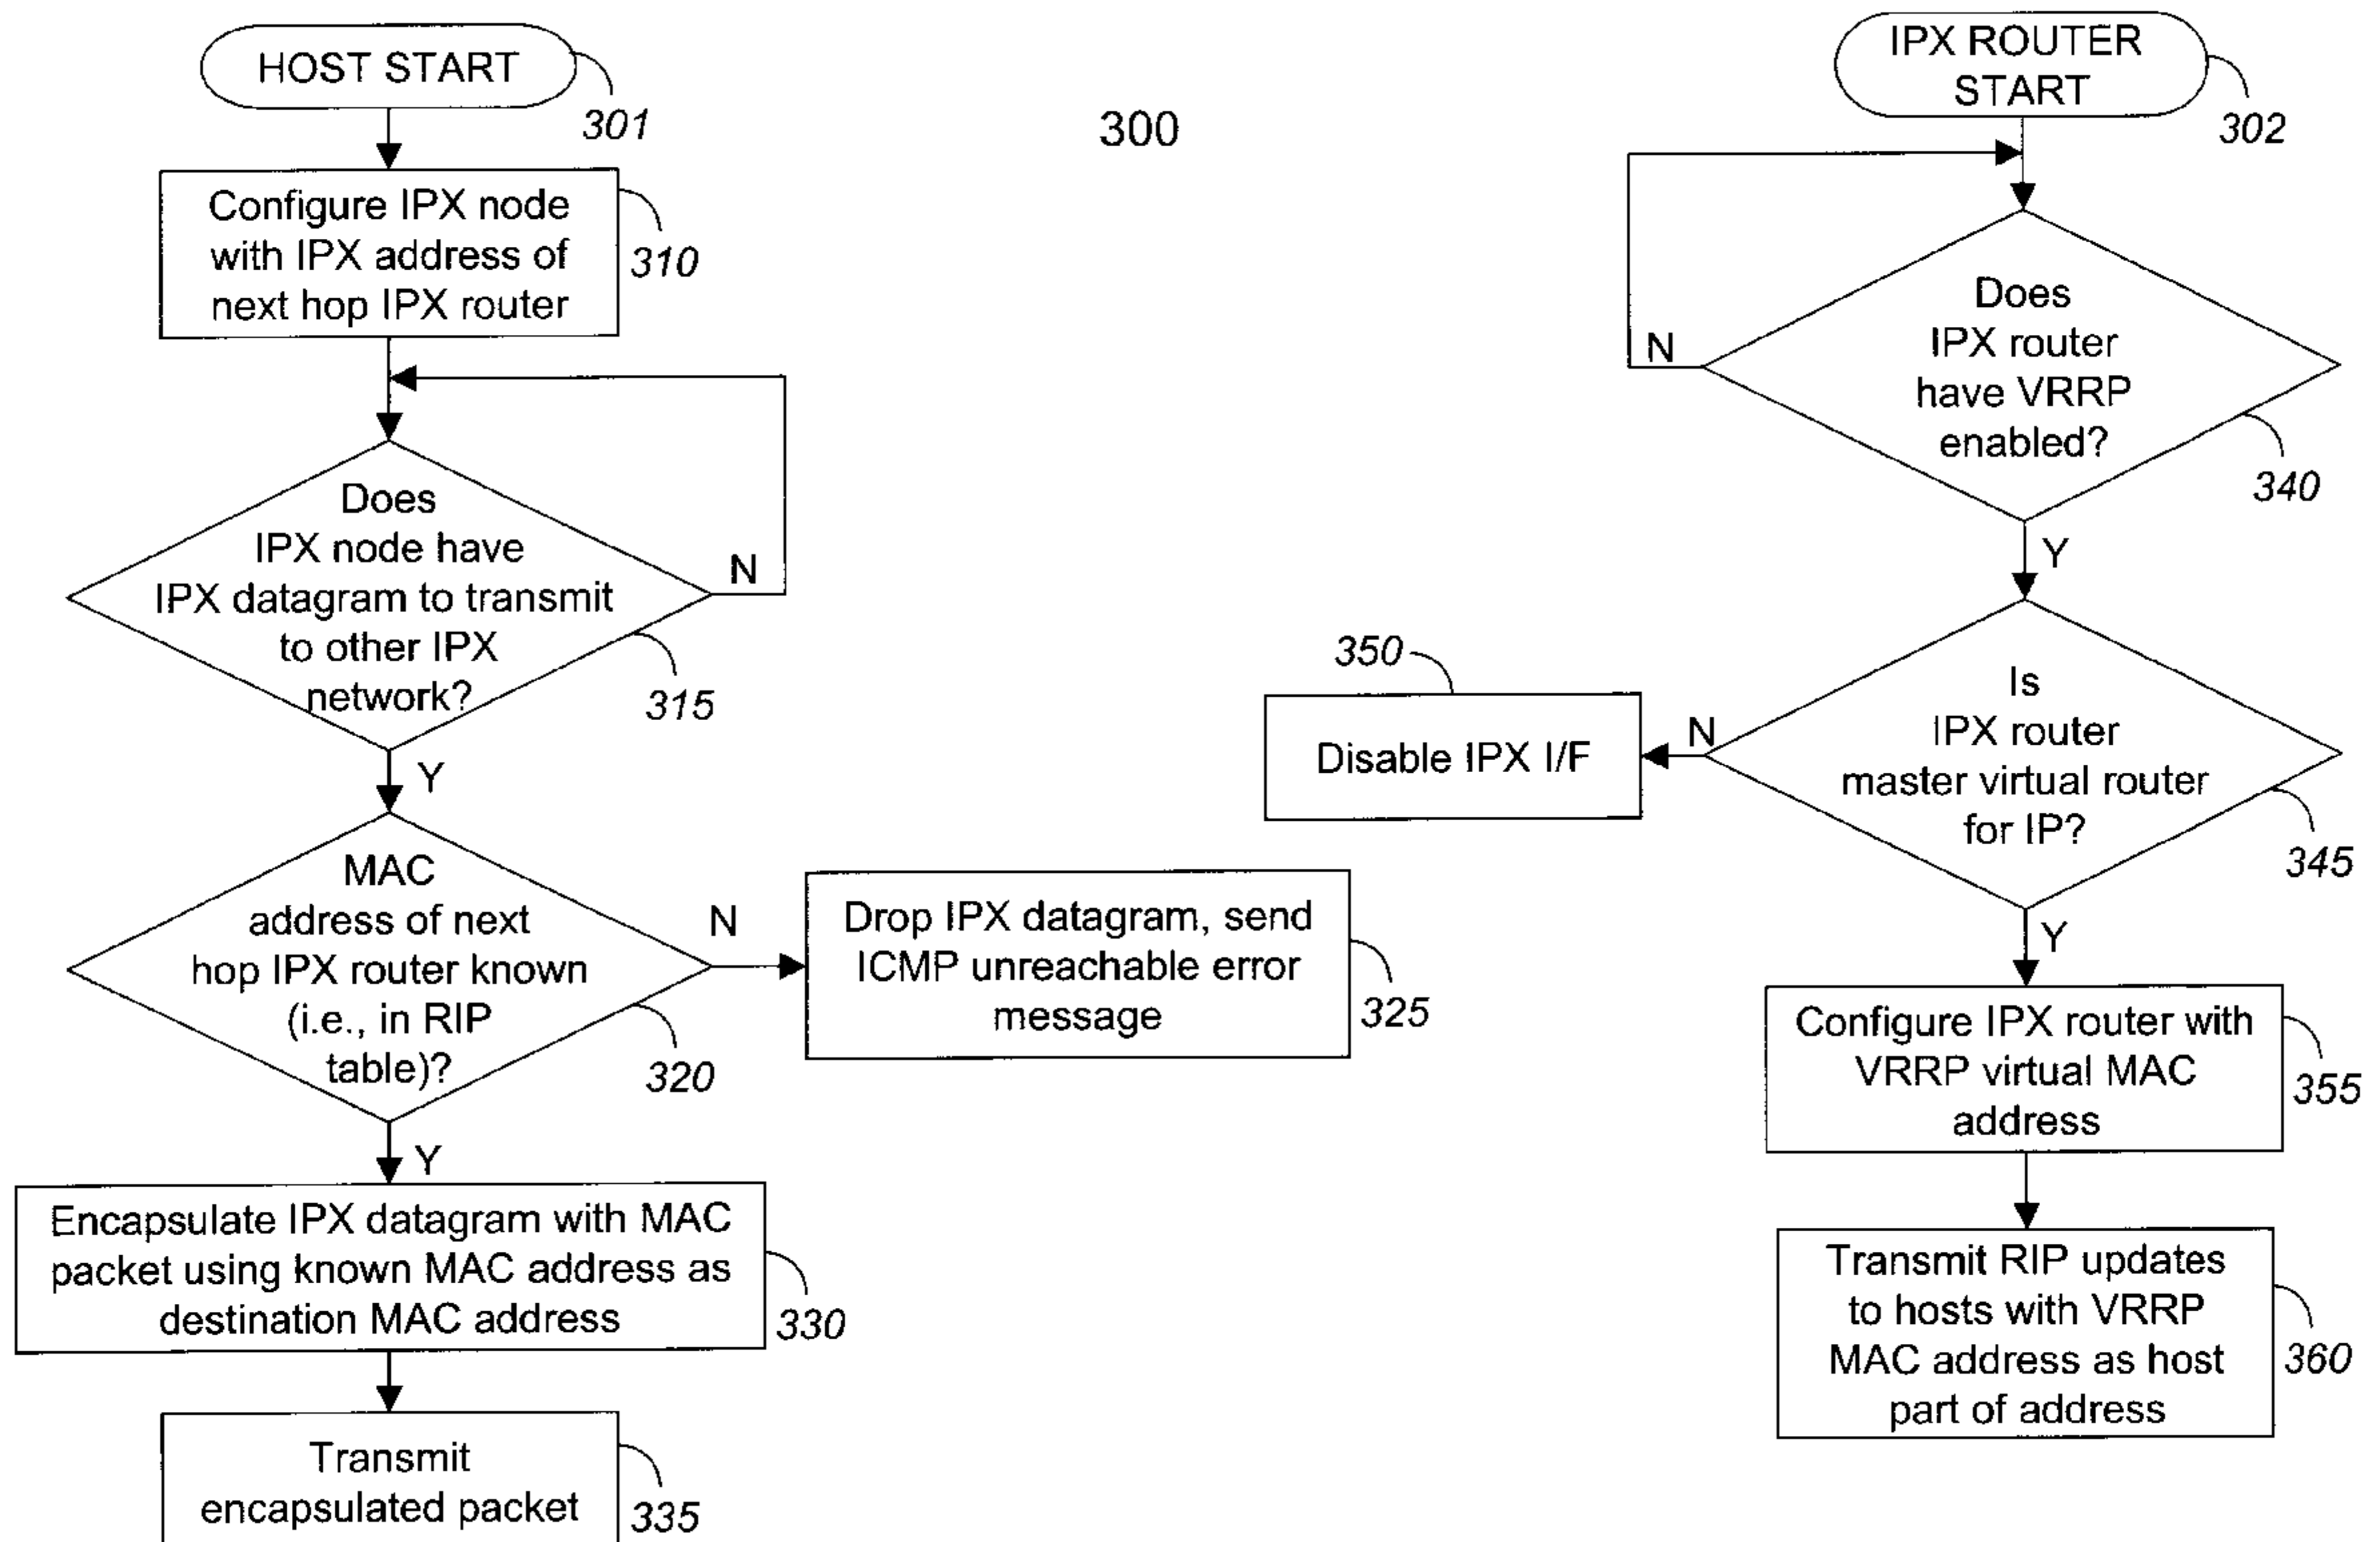 HOST START
301
Configure IPX node
with IPX address of
next hop IPX router
310
Does
IPX node have
IPX datagram to transmit
to other IPX
network?
N
315
Y
MAC
address of next
hop IPX router known
(i.e., in RIP
table)?
N
320
Drop IPX datagram, send
ICMP unreachable error
message
325
Y
Encapsulate IPX datagram with MAC
packet using known MAC address as
destination MAC address
330
Transmit
encapsulated packet
335
300
IPX ROUTER
START
302
Does
IPX router
have VRRP
enabled?
N
340
Y
Is
IPX router
master virtual router
for IP?
N
345
350
Disable IPX I/F
Y
Configure IPX router with
VRRP virtual MAC
address
355
Transmit RIP updates
to hosts with VRRP
MAC address as host
part of address
360